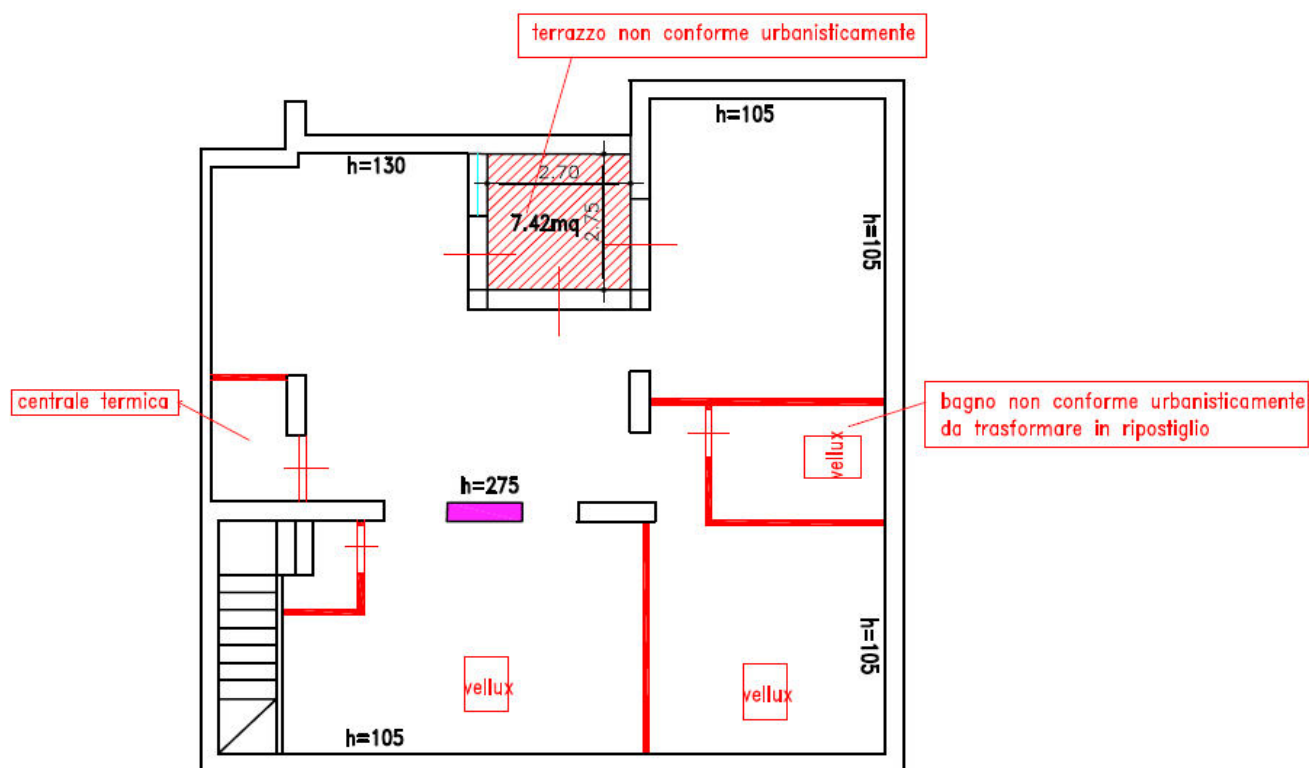 terrazzo non conforme urbanisticamente
h=105
h=130
2.70
7.42mq
2.75
h=105
centrale termica
bagno non conforme urbanisticamente
da trasformare in ripostiglio
vellux
h=275
h=105
vellux
vellux
h=105